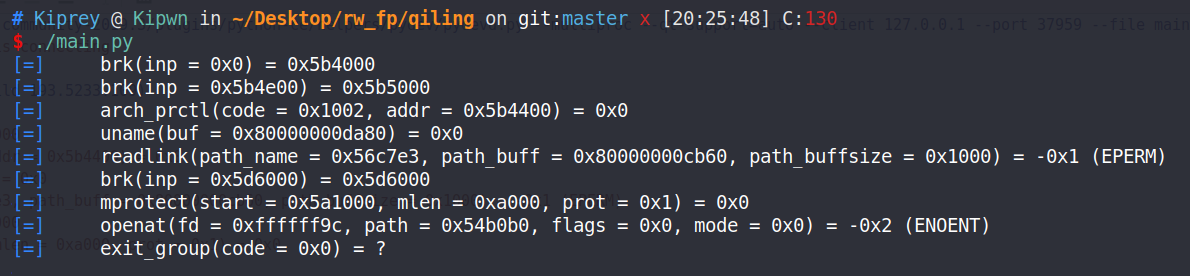 # Kiprey @ Kipwn in ~/Desktop/rw_fp/qiling on git:master x [20:25:48] C:130
$ ./main.py
[=]     brk(inp = 0x0) = 0x5b4000
[=]     brk(inp = 0x5b4e00) = 0x5b5000
[=]     arch_prctl(code = 0x1002, addr = 0x5b4400) = 0x0
[=]     uname(buf = 0x80000000da80) = 0x0
[=]     readlink(path_name = 0x56c7e3, path_buff = 0x80000000cb60, path_buffsize = 0x1000) = -0x1 (EPERM)
[=]     brk(inp = 0x5d6000) = 0x5d6000
[=]     mprotect(start = 0x5a1000, mlen = 0xa000, prot = 0x1) = 0x0
[=]     openat(fd = 0xffffff9c, path = 0x54b0b0, flags = 0x0, mode = 0x0) = -0x2 (ENOENT)
[=]     exit_group(code = 0x0) = ?